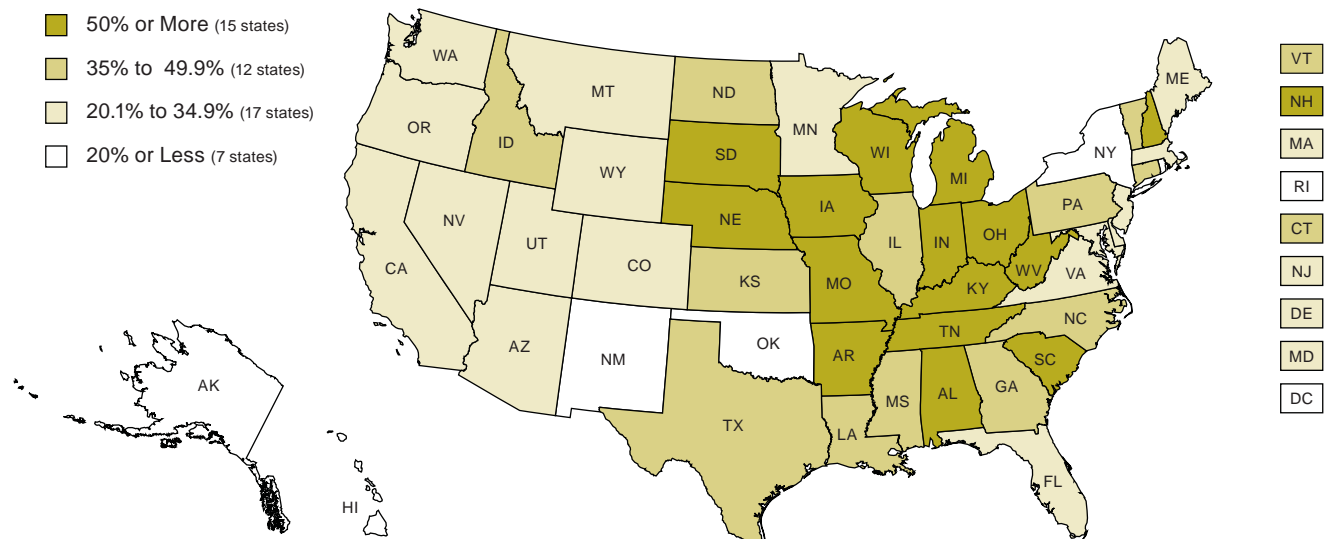 50% or More (15 states)
35% to  49.9% (12 states)
20.1% to 34.9% (17 states)
20% or Less (7 states)
WA
MT
ND
MN
ME
OR
ID
WY
SD
WI
MI
NY
NV
UT
CO
NE
IA
IL
IN
OH
PA
CA
KS
MO
KY
WV
VA
AZ
NM
OK
AR
TN
NC
SC
TX
LA
MS
AL
GA
FL
AK
HI
VT
NH
MA
RI
CT
NJ
DE
MD
DC